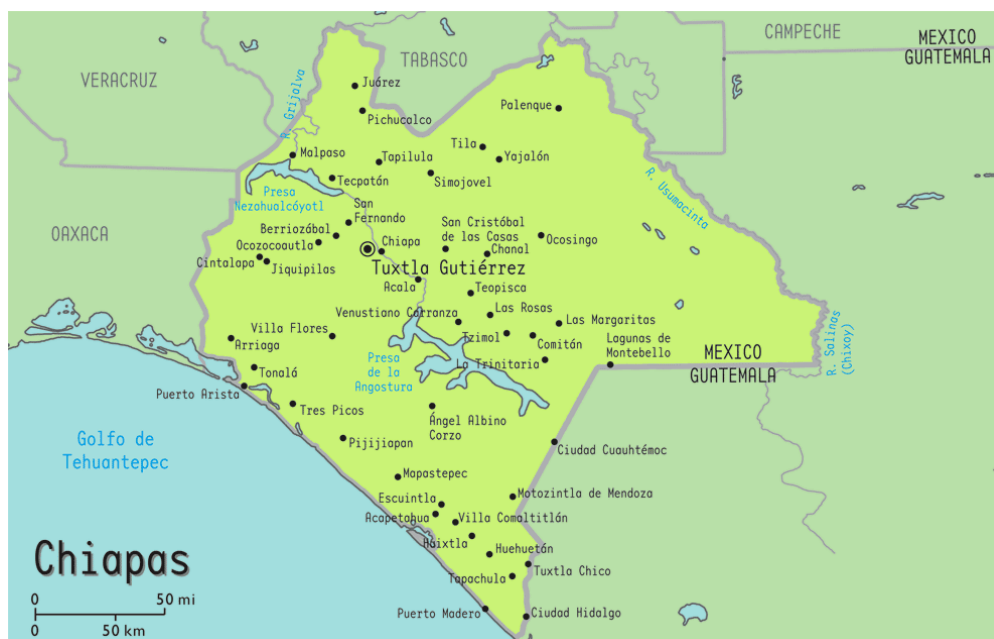 CAMPECHE
MEXICO
GUATEMALA
TABASCO
VERACRUZ
Juárez
R. Grijalva
Pichucalco
Palenque
Malpaso
Tapilula
Tila
Yajalón
Simojovel
Tecpatán
Presa
Nezahualcóyotl
R. Usumacinta
San
Fernando
Berriozábal
Ocozocoautla
OAXACA
Cintalapa
Jiquipilas
Chiapa
Tuxtla Gutiérrez
San Cristóbal
de las Casas
Chanal
Ocosingo
Acala
Teopisca
Venustiano Carranza
Las Rosas
Las Margaritas
Villa Flores
Arriaga
Tzimol
Comitán
Lagunas de
Montebello
La Trinitaria
MEXICO
GUATEMALA
R. Salinas
(Chixoy)
Presa
de la
Angostura
Tonalá
Puerto Arista
Tres Picos
Ángel Albino
Corzo
Golfo de
Tehuantepec
Pijijiapan
Ciudad Cuauhtémoc
Mapastepec
Escuintla
Motozintla de Mendoza
Acapetahua
Villa Comaltitlán
Huixtla
Huehuetán
Tuxtla Chico
Tapachula
Puerto Madero
Ciudad Hidalgo
Chiapas
0 50 mi
0 50 km